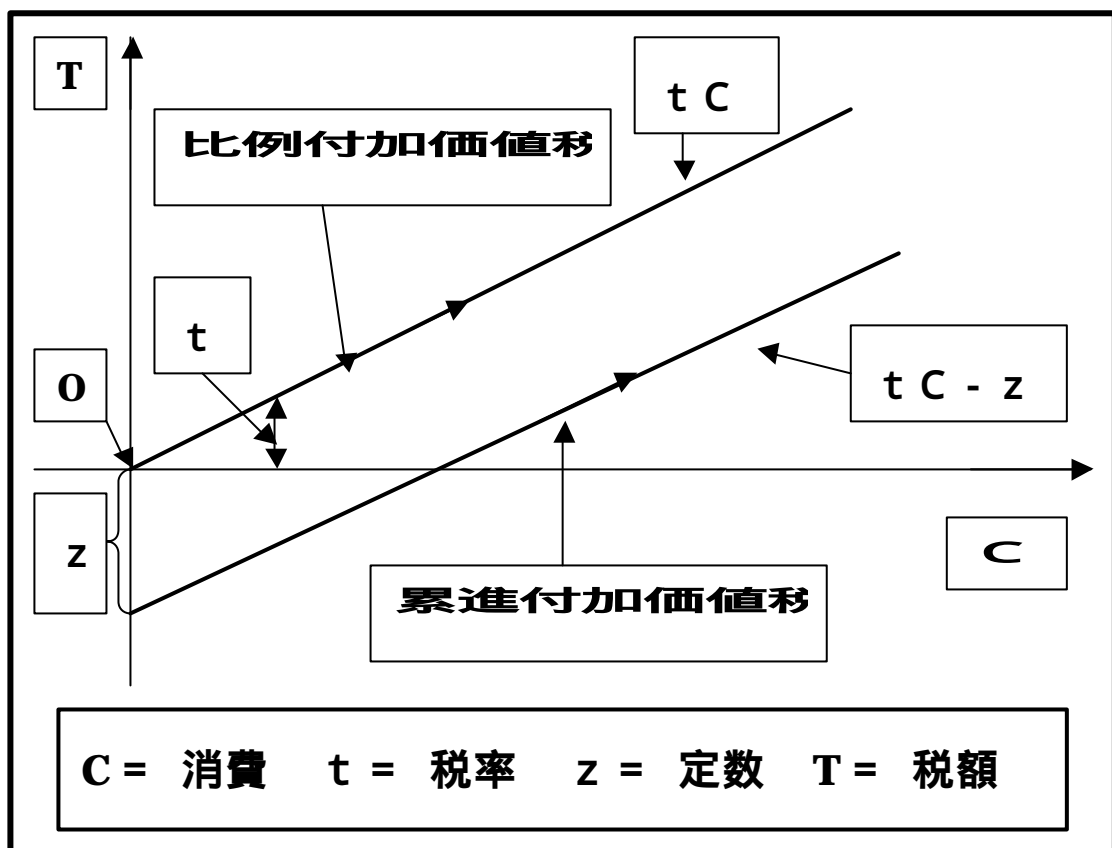 T
t C
比例付加価値税
t
O
t C - z
z
C
累進付加価値税
C = 消費 t = 税率 z = 定数 T = 税額